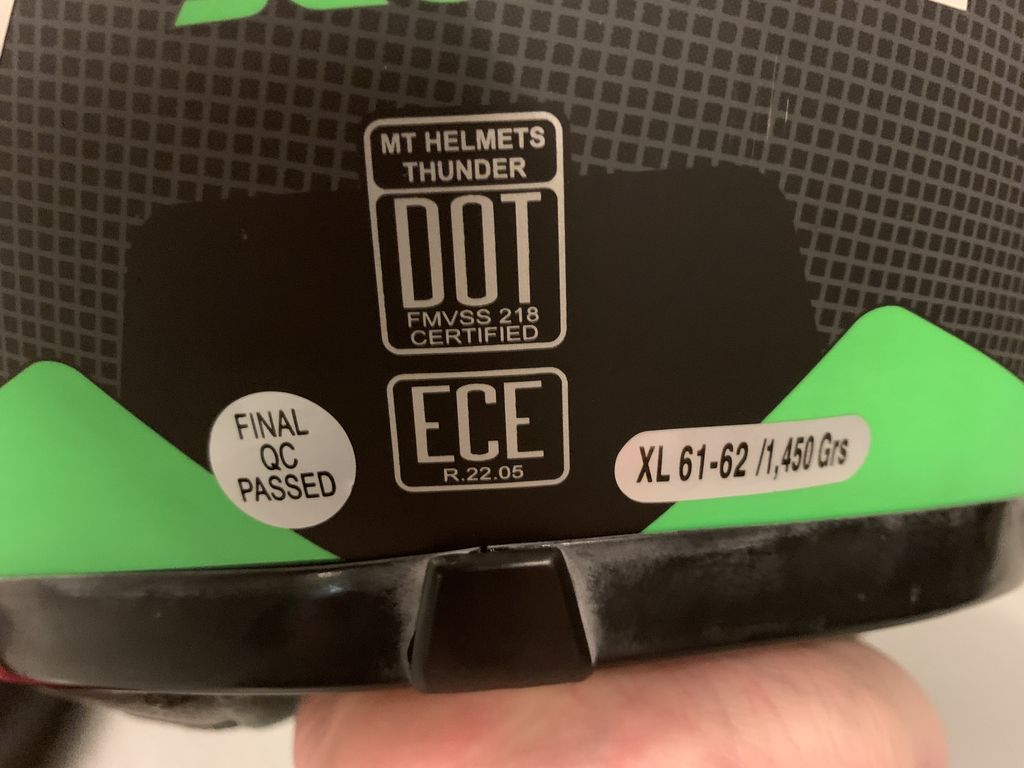 MT HELMETS
THUNDER
DOT
FMVSS 218
CERTIFIED
ECE
R.22.05
FINAL
QC
PASSED
XL 61-62 /1,450 Grs